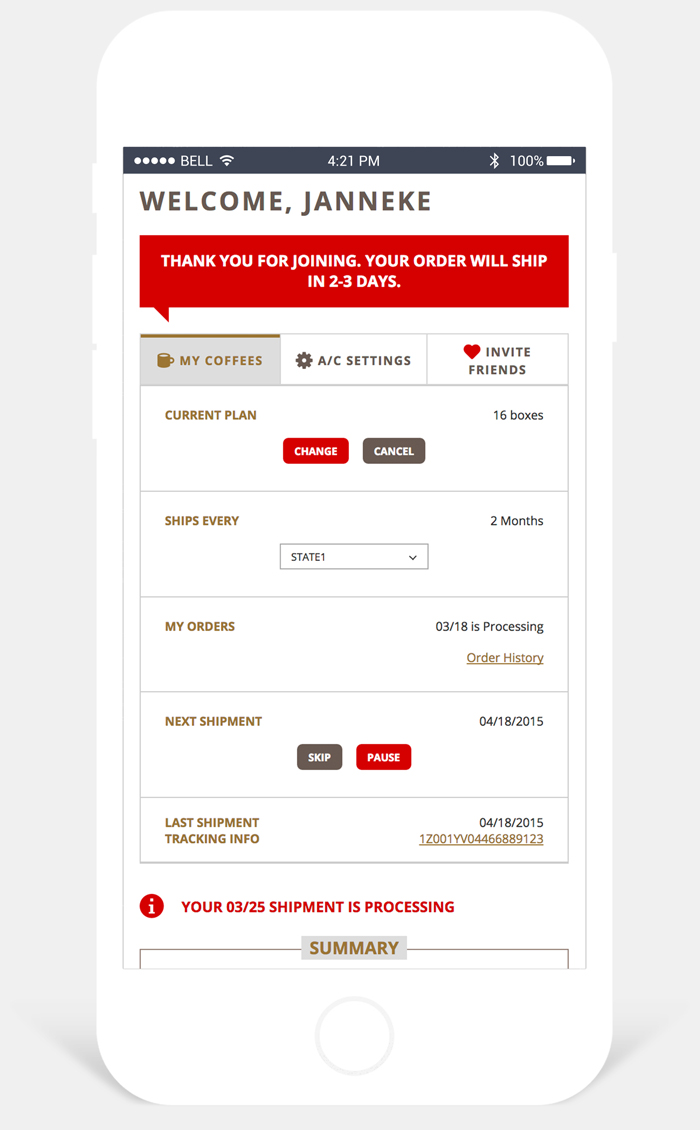 BELL 4:21 PM 100%
WELCOME, JANNEKE
THANK YOU FOR JOINING. YOUR ORDER WILL SHIP
IN 2-3 DAYS.
MY COFFEES
A/C SETTINGS
INVITE
FRIENDS
CURRENT PLAN 16 boxes
CHANGE CANCEL
SHIPS EVERY 2 Months
STATE1
MY ORDERS 03/18 is Processing
Order History
NEXT SHIPMENT 04/18/2015
SKIP PAUSE
LAST SHIPMENT 04/18/2015
TRACKING INFO 1Z001YV04466889123
YOUR 03/25 SHIPMENT IS PROCESSING
SUMMARY